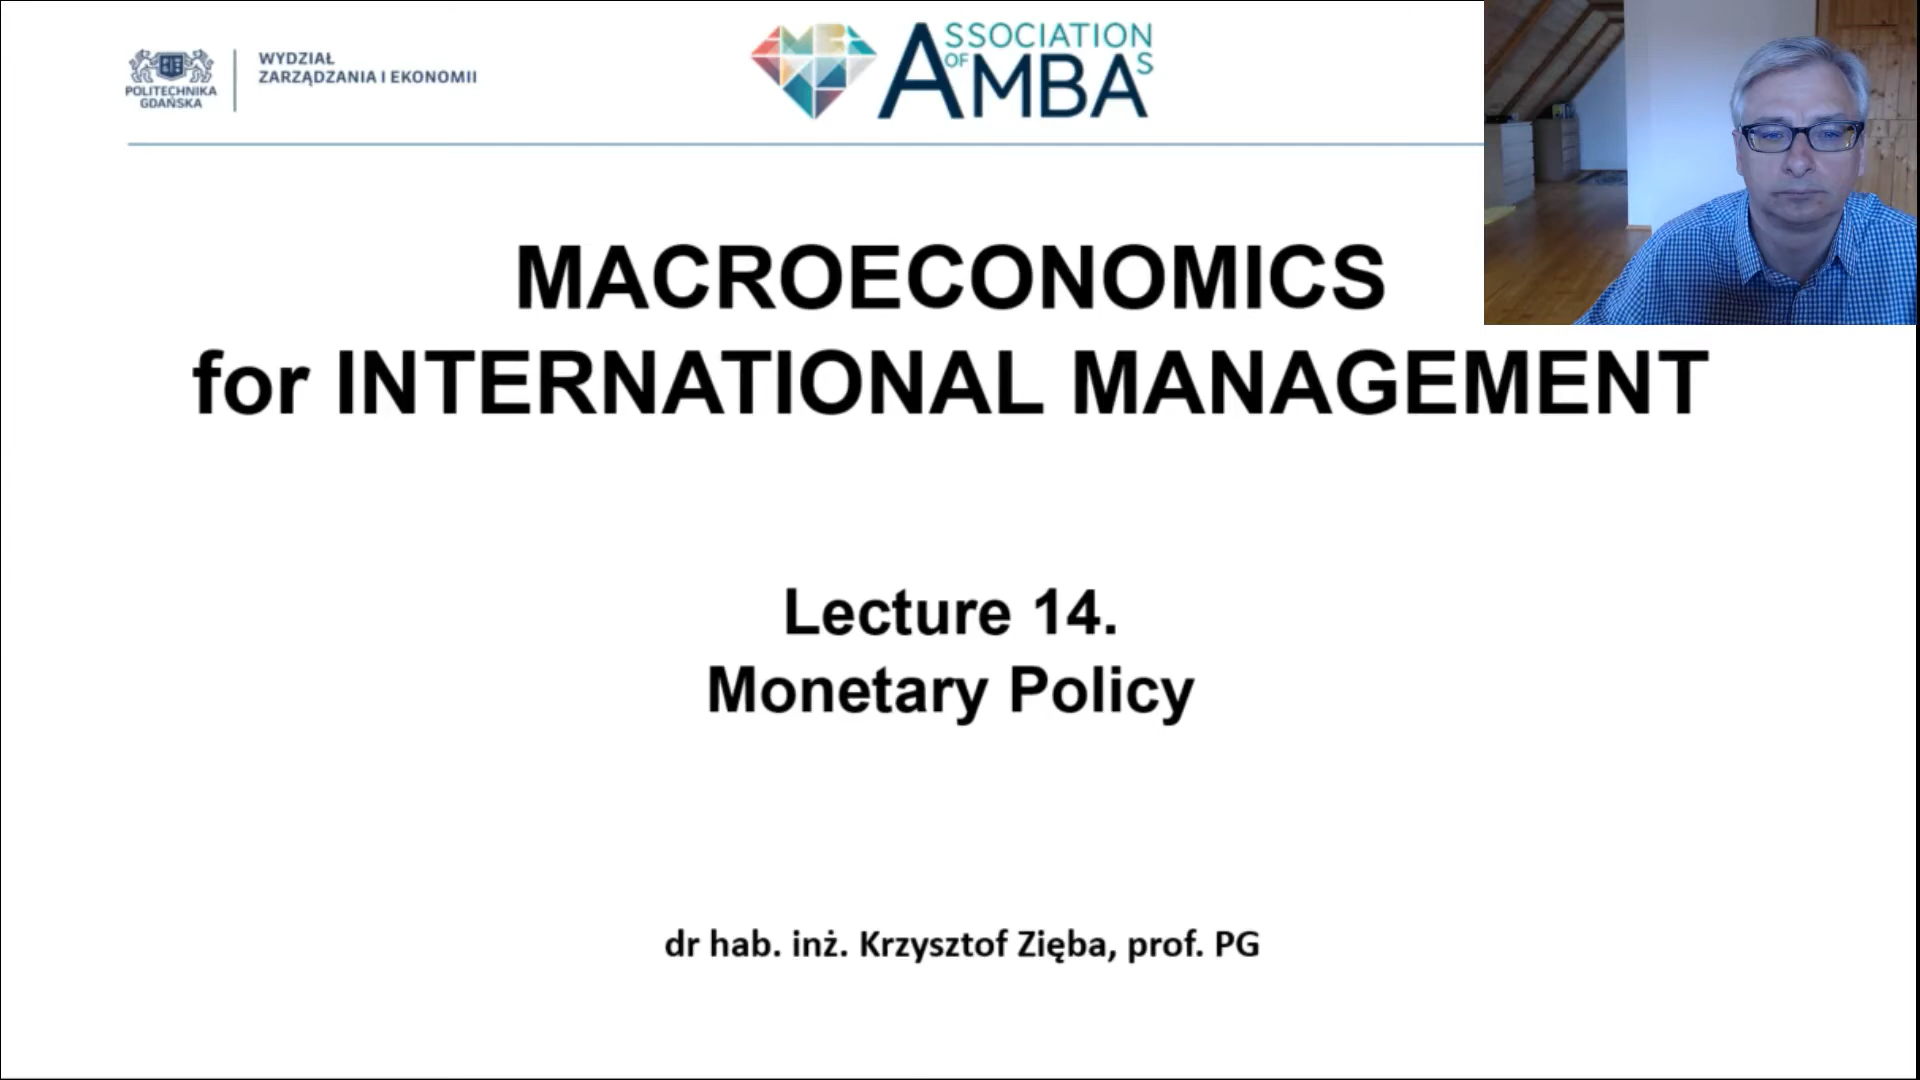 POLITECHNIKA
GDAŃSKA
WYDZIAŁ
ZARZĄDZANIA I EKONOMII
ASSOCIATION
OF MBAS
MACROECONOMICS
for INTERNATIONAL MANAGEMENT
Lecture 14.
Monetary Policy
dr hab. inż. Krzysztof Zięba, prof. PG